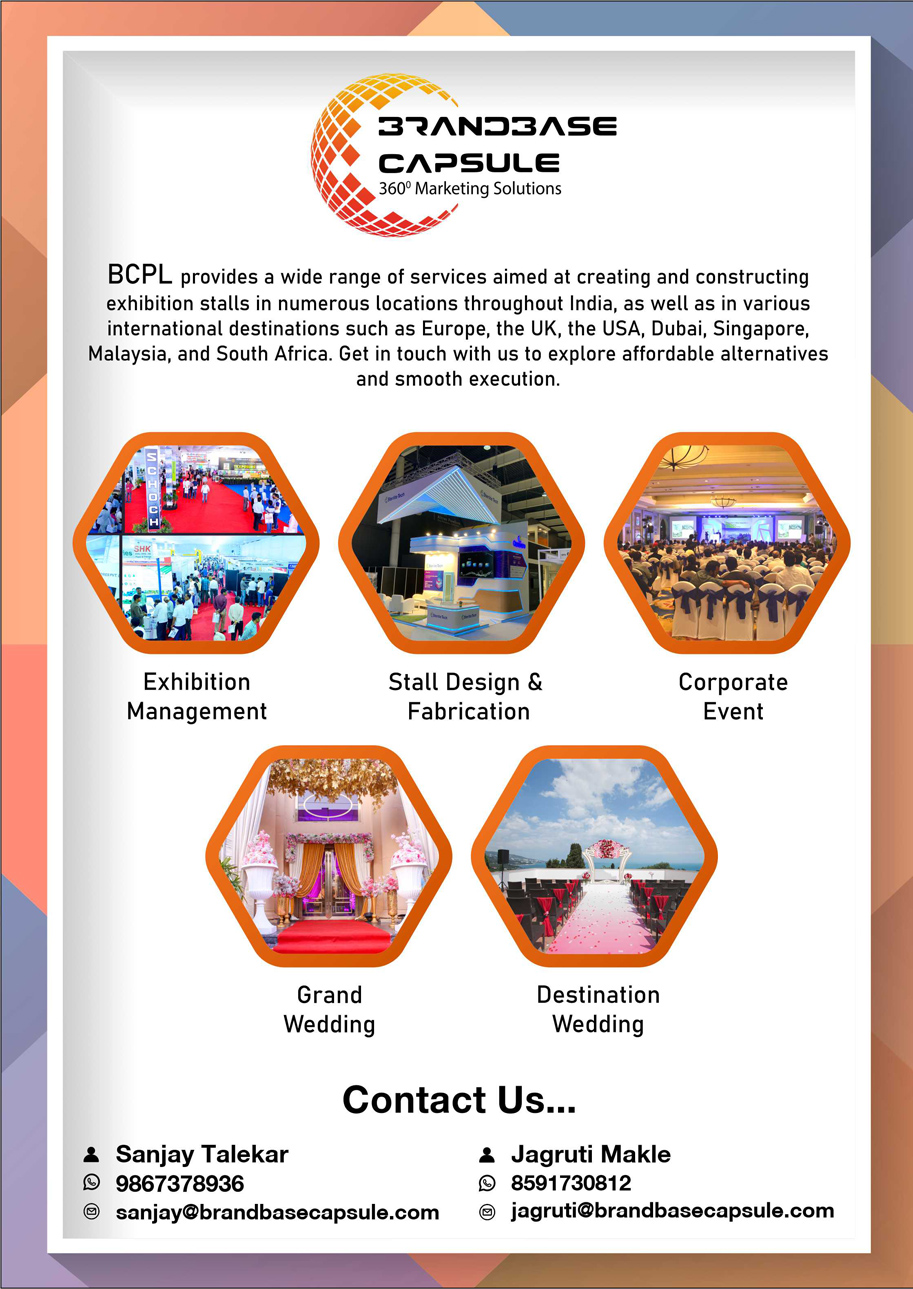 BRANDBASE
CAPSULE
360⁰ Marketing Solutions
BCPL provides a wide range of services aimed at creating and constructing
exhibition stalls in numerous locations throughout India, as well as in various
international destinations such as Europe, the UK, the USA, Dubai, Singapore,
Malaysia, and South Africa. Get in touch with us to explore affordable alternatives
and smooth execution.
SCHOCH
SHK
Exhibition
Management
Stall Design &
Fabrication
Corporate
Event
Grand
Wedding
Destination
Wedding
Contact Us...
Sanjay Talekar
9867378936
sanjay@brandbasecapsule.com
Jagruti Makle
8591730812
jagruti@brandbasecapsule.com